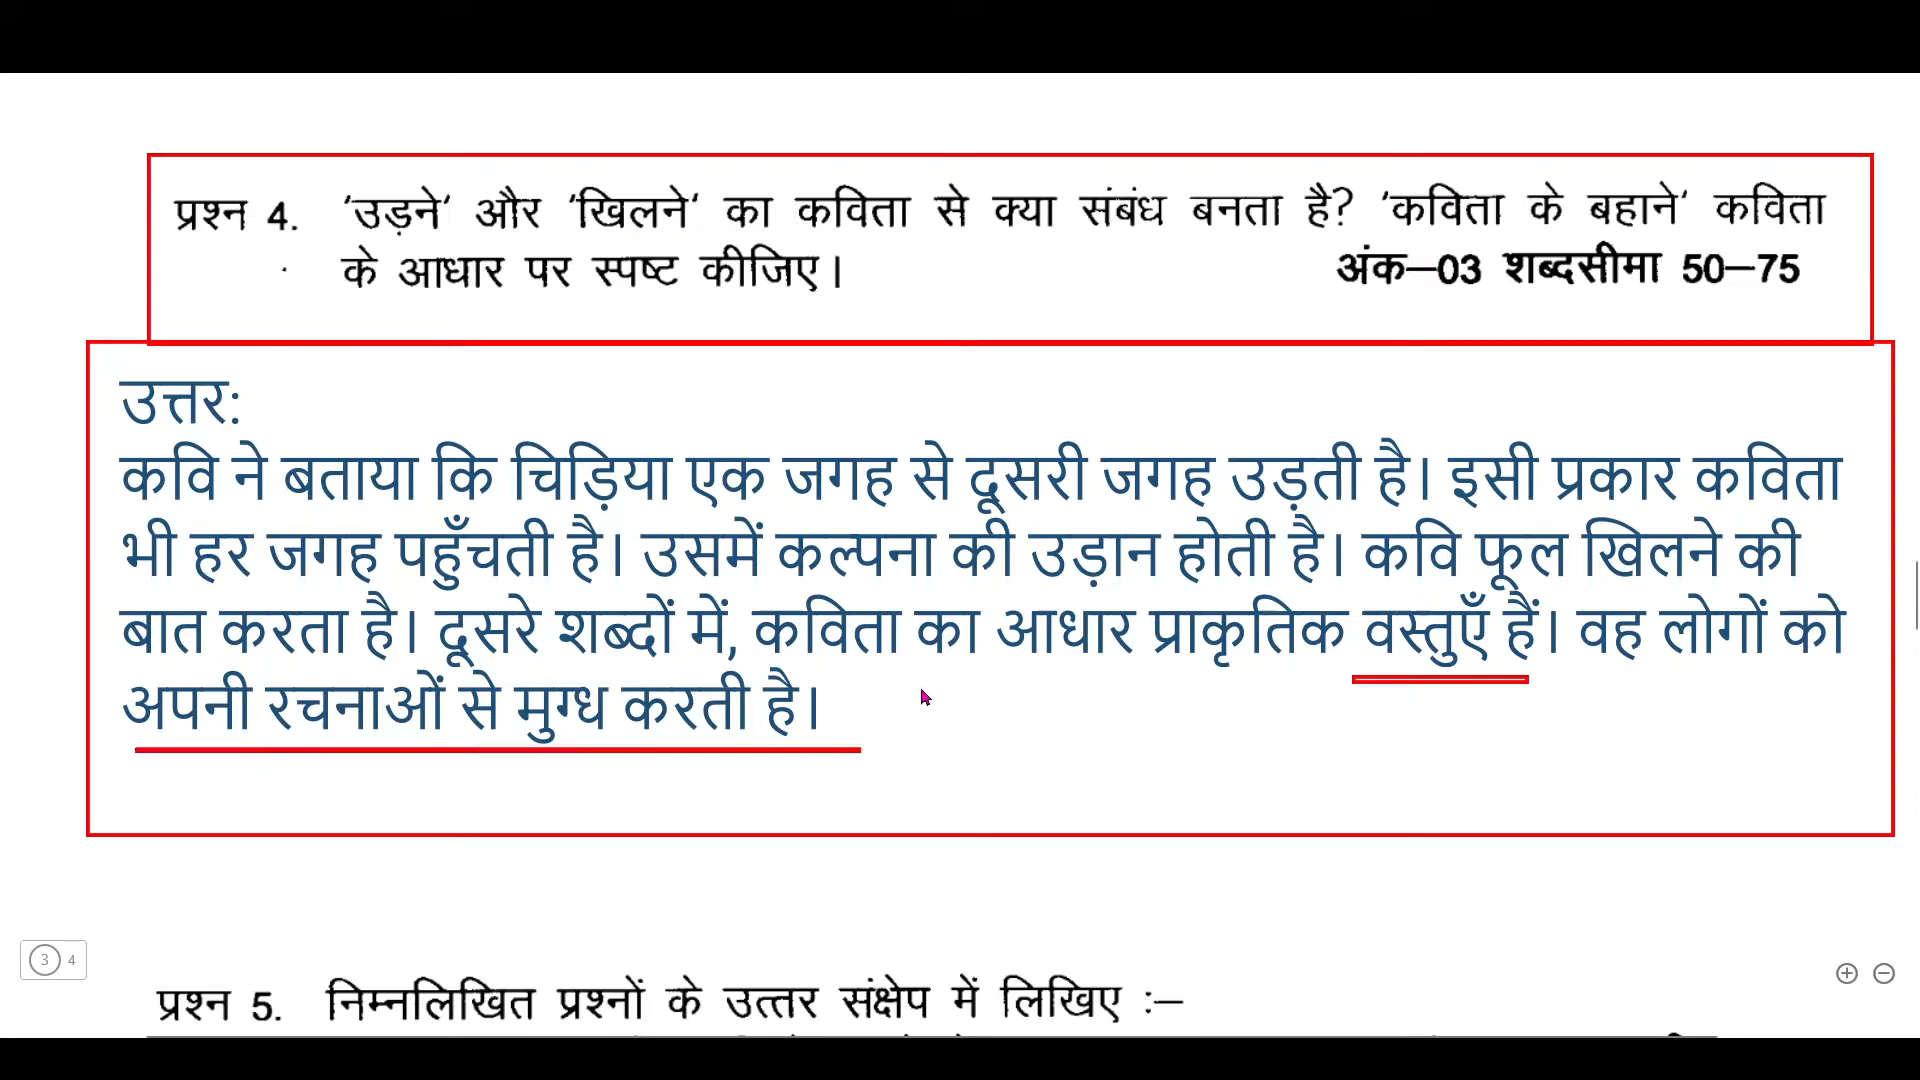 प्रश्न 4. 'उड़ने' और 'खिलने' का कविता से क्या संबंध बनता है? 'कविता के बहाने' कविता
के आधार पर स्पष्ट कीजिए। अंक–03 शब्दसीमा 50–75
उत्तर:
कवि ने बताया कि चिड़िया एक जगह से दूसरी जगह उड़ती है। इसी प्रकार कविता
भी हर जगह पहुँचती है। उसमें कल्पना की उड़ान होती है। कवि फूल खिलने की
बात करता है। दूसरे शब्दों में, कविता का आधार प्राकृतिक वस्तुएँ हैं। वह लोगों को
अपनी रचनाओं से मुग्ध करती है।
3 4
प्रश्न 5. निम्नलिखित प्रश्नों के उत्तर संक्षेप में लिखिए :–